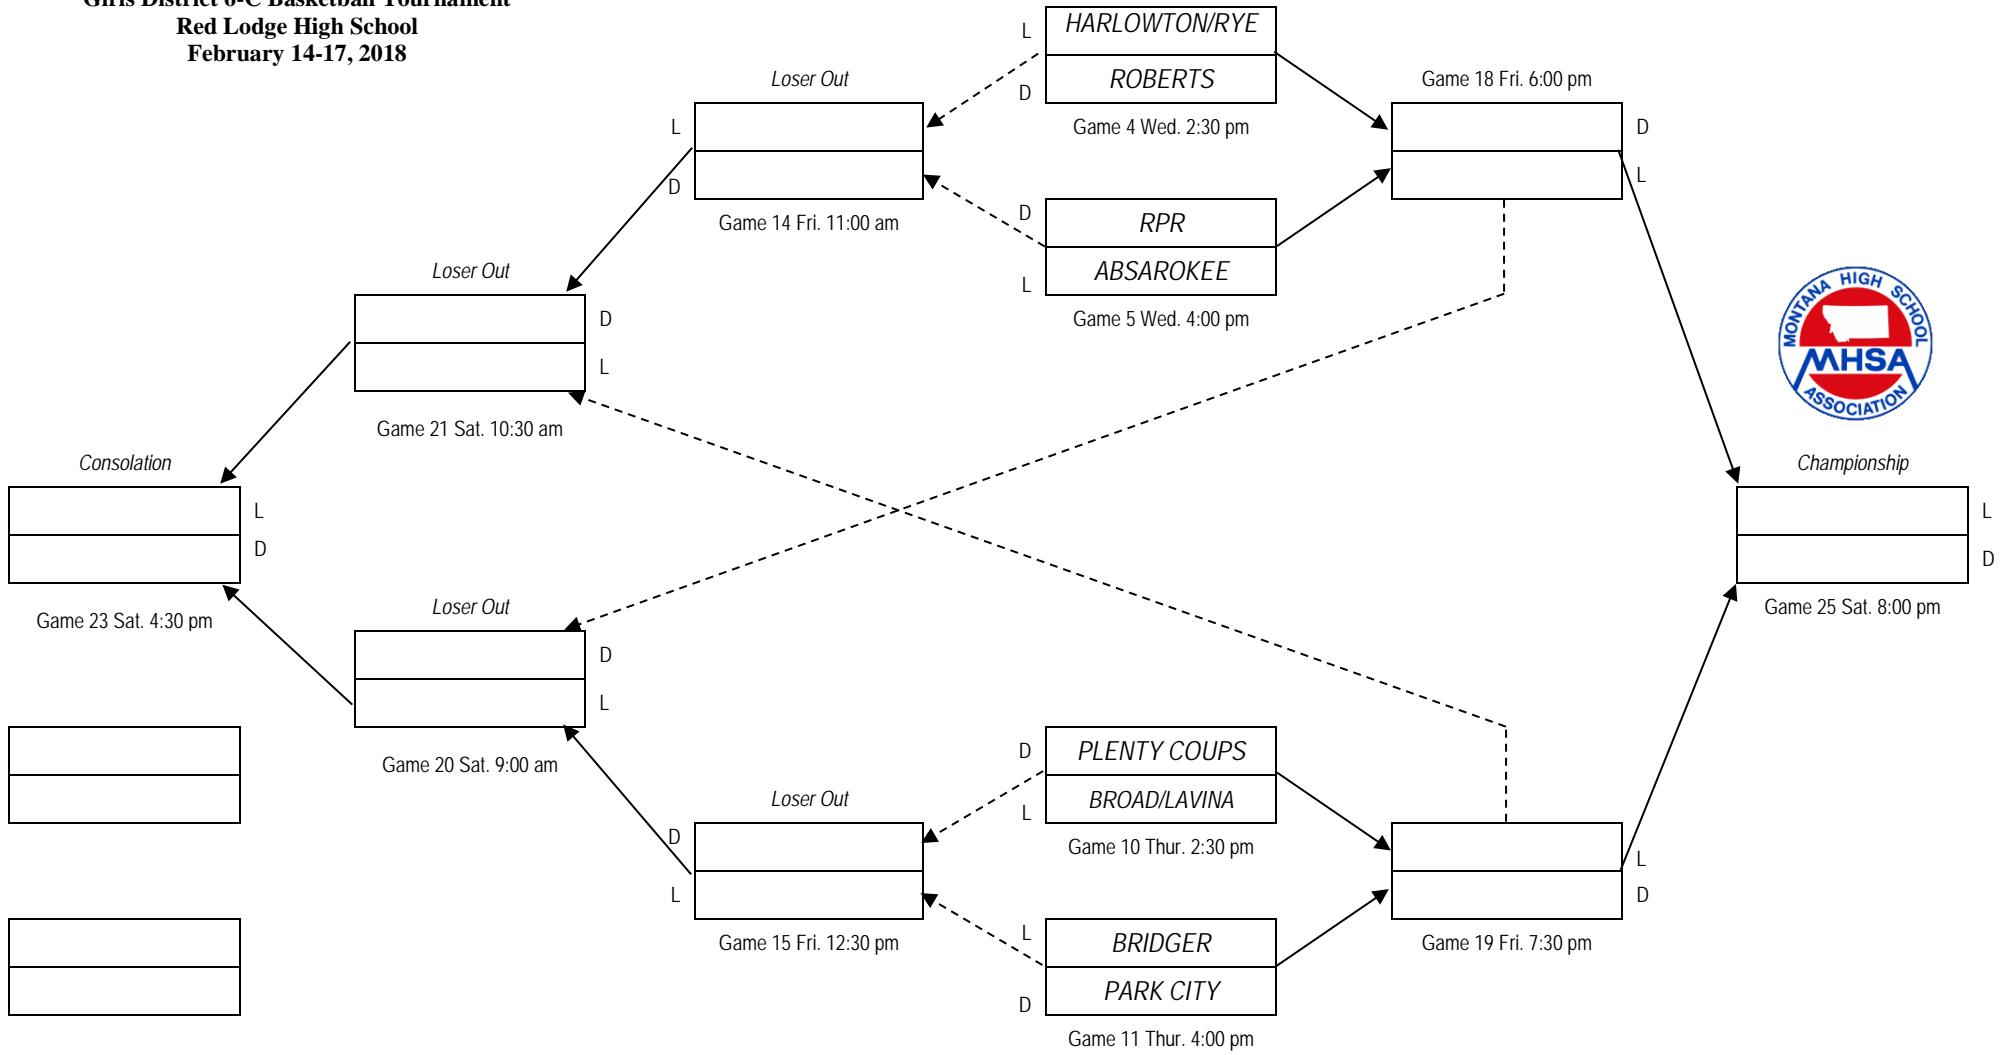 Girls District 6-C Basketball Tournament
Red Lodge High School
February 14-17, 2018
L
HARLOWTON/RYE
D
ROBERTS
Game 4 Wed. 2:30 pm
Loser Out
L
D
Game 14 Fri. 11:00 am
Game 18 Fri. 6:00 pm
D
L
D
RPR
L
ABSAROKEE
Game 5 Wed. 4:00 pm
Loser Out
D
L
Game 21 Sat. 10:30 am
MONTANA HIGH SCHOOL
MHSA
ASSOCIATION
Consolation
L
D
Game 23 Sat. 4:30 pm
Championship
L
D
Game 25 Sat. 8:00 pm
Loser Out
D
L
Game 20 Sat. 9:00 am
D
PLENTY COUPS
L
BROAD/LAVINA
Game 10 Thur. 2:30 pm
Loser Out
D
L
Game 15 Fri. 12:30 pm
L
D
Game 19 Fri. 7:30 pm
L
BRIDGER
D
PARK CITY
Game 11 Thur. 4:00 pm